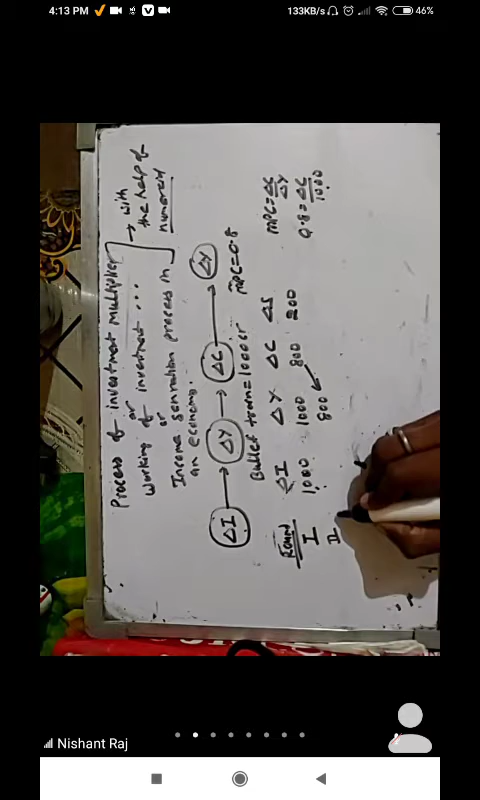 4:13 PM
133KB/s
46%
Process of investment multiplier
or
working of investment...
or
Income generation process in
an economy.
→ with
the help of
numerical
ΔI → ΔY → ΔC → ΔY
Bullet train = 1000 cr MPC = 0.8
Round ΔI ΔY ΔC ΔS
I 1000 1000 800 200
II 800
MPC = ΔC/ΔY
0.8 = ΔC/1000
Nishant Raj